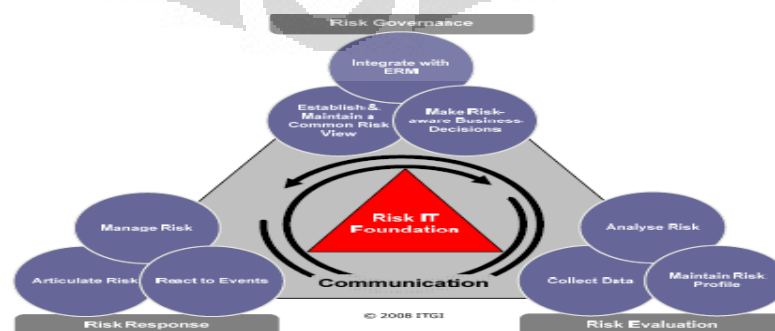 Risk Governance
Integrate with
ERM
Establish &
Maintain a
Common Risk
View
Make Risk-
aware Business
Decisions
Risk IT
Foundation
Manage Risk
Articulate Risk
React to Events
Analyse Risk
Collect Data
Maintain Risk
Profile
Communication
© 2008 ITGI
Risk Response
Risk Evaluation